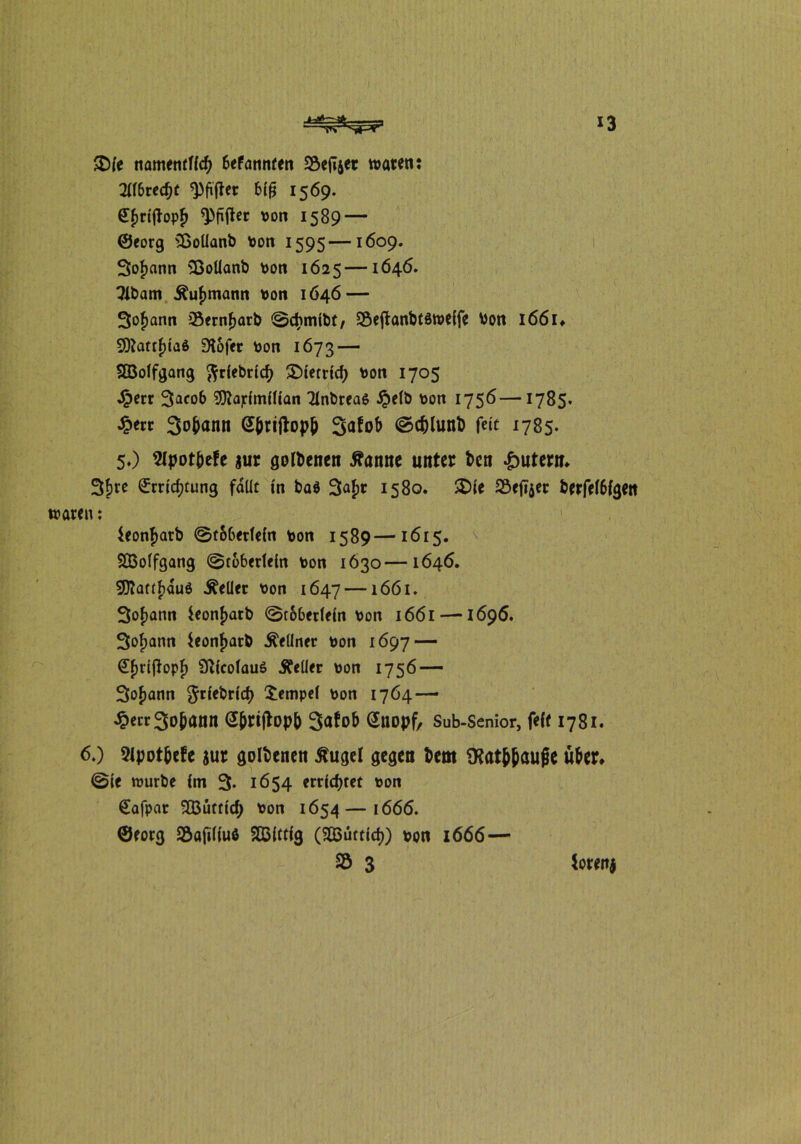 13
Die namentlich bekannten Besitzer waren:
Albrecht Pfister biß 1569.
Christoph Pfister von 1589—
Georg Volland von 1595—1609.
Johann Volland von 1625—1646.
Adam Kuhmann von 1646—
Johann Bernhard Schmidt, Bestandtsweise von 1661.
Matthias Röser von 1673—
Wolfgang Friedrich Dietrich von 1705
Herr Jacob Maximilian Andreas Held von 1756—1785.
Herr Johann Christoph Jakob Schlund seit 1785.
5.) Apotheke zur goldenen Kanne unter den Hutern.
Ihre Errichtung fällt in das Jahr 1580. Die Besitzer derselbigen
waren:
Leonhard Stöberlein von 1589—1615.
Wolfgang Stöberlein von 1630—1646.
Matthäus Keller von 1647—1661.
Johann Leonhard Stöberlein von 1661—1696.
Johann Leonhard Kellner von 1697—
Christoph Nicolaus Keller von 1756—
Johann Friedrich Tempel von 1764—
Herr Johann Christoph Jakob Enopf, Sub-Senior, seit 1781.
6.) Apotheke zur goldenen Kugel gegen dem Rathhauße über.
Sie wurde im J. 1654 errichtet von
Caspar Wüttich von 1654—1666.
Georg Basilius Wittig (Wüttich) von 1666—
B 3 Lorenz